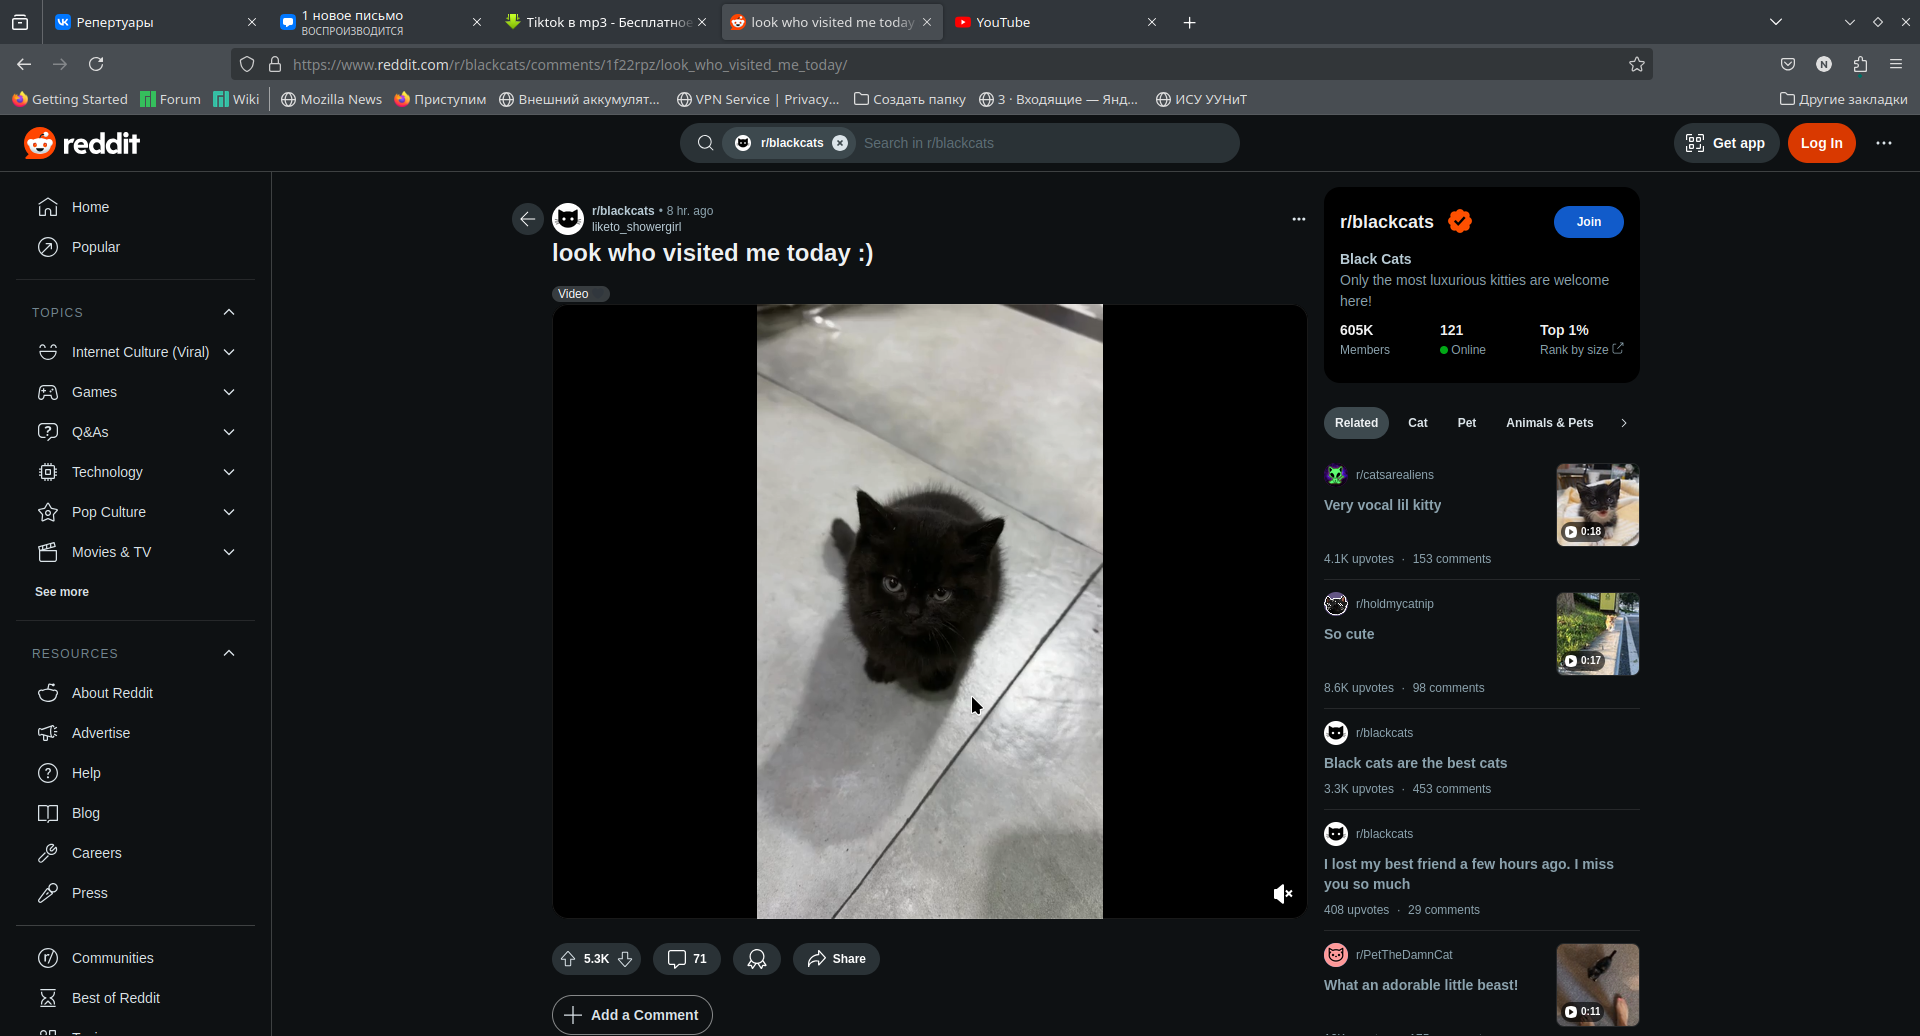 Репертуары
1 новое письмо
ВОСПРОИЗВОДИТСЯ
Tiktok в mp3 - Бесплатное
look who visited me today
YouTube
https://www.reddit.com/r/blackcats/comments/1f22rpz/look_who_visited_me_today/
N
Getting Started
Forum
Wiki
Mozilla News
Приступим
Внешний аккумулят...
VPN Service | Privacy...
Создать папку
3 · Входящие — Янд...
ИСУ УУНиТ
Другие закладки
reddit
r/blackcats
Search in r/blackcats
Get app
Log In
Home
Popular
TOPICS
Internet Culture (Viral)
Games
Q&As
Technology
Pop Culture
Movies & TV
See more
RESOURCES
About Reddit
Advertise
Help
Blog
Careers
Press
Communities
Best of Reddit
r/blackcats • 8 hr. ago
liketo_showergirl
look who visited me today :)
Video
5.3K
71
Share
Add a Comment
r/blackcats
Join
Black Cats
Only the most luxurious kitties are welcome
here!
605K
121
Top 1%
Members
Online
Rank by size
Related
Cat
Pet
Animals & Pets
r/catsarealiens
Very vocal lil kitty
0:18
4.1K upvotes · 153 comments
r/holdmycatnip
So cute
0:17
8.6K upvotes · 98 comments
r/blackcats
Black cats are the best cats
3.3K upvotes · 453 comments
r/blackcats
I lost my best friend a few hours ago. I miss
you so much
408 upvotes · 29 comments
r/PetTheDamnCat
What an adorable little beast!
0:11